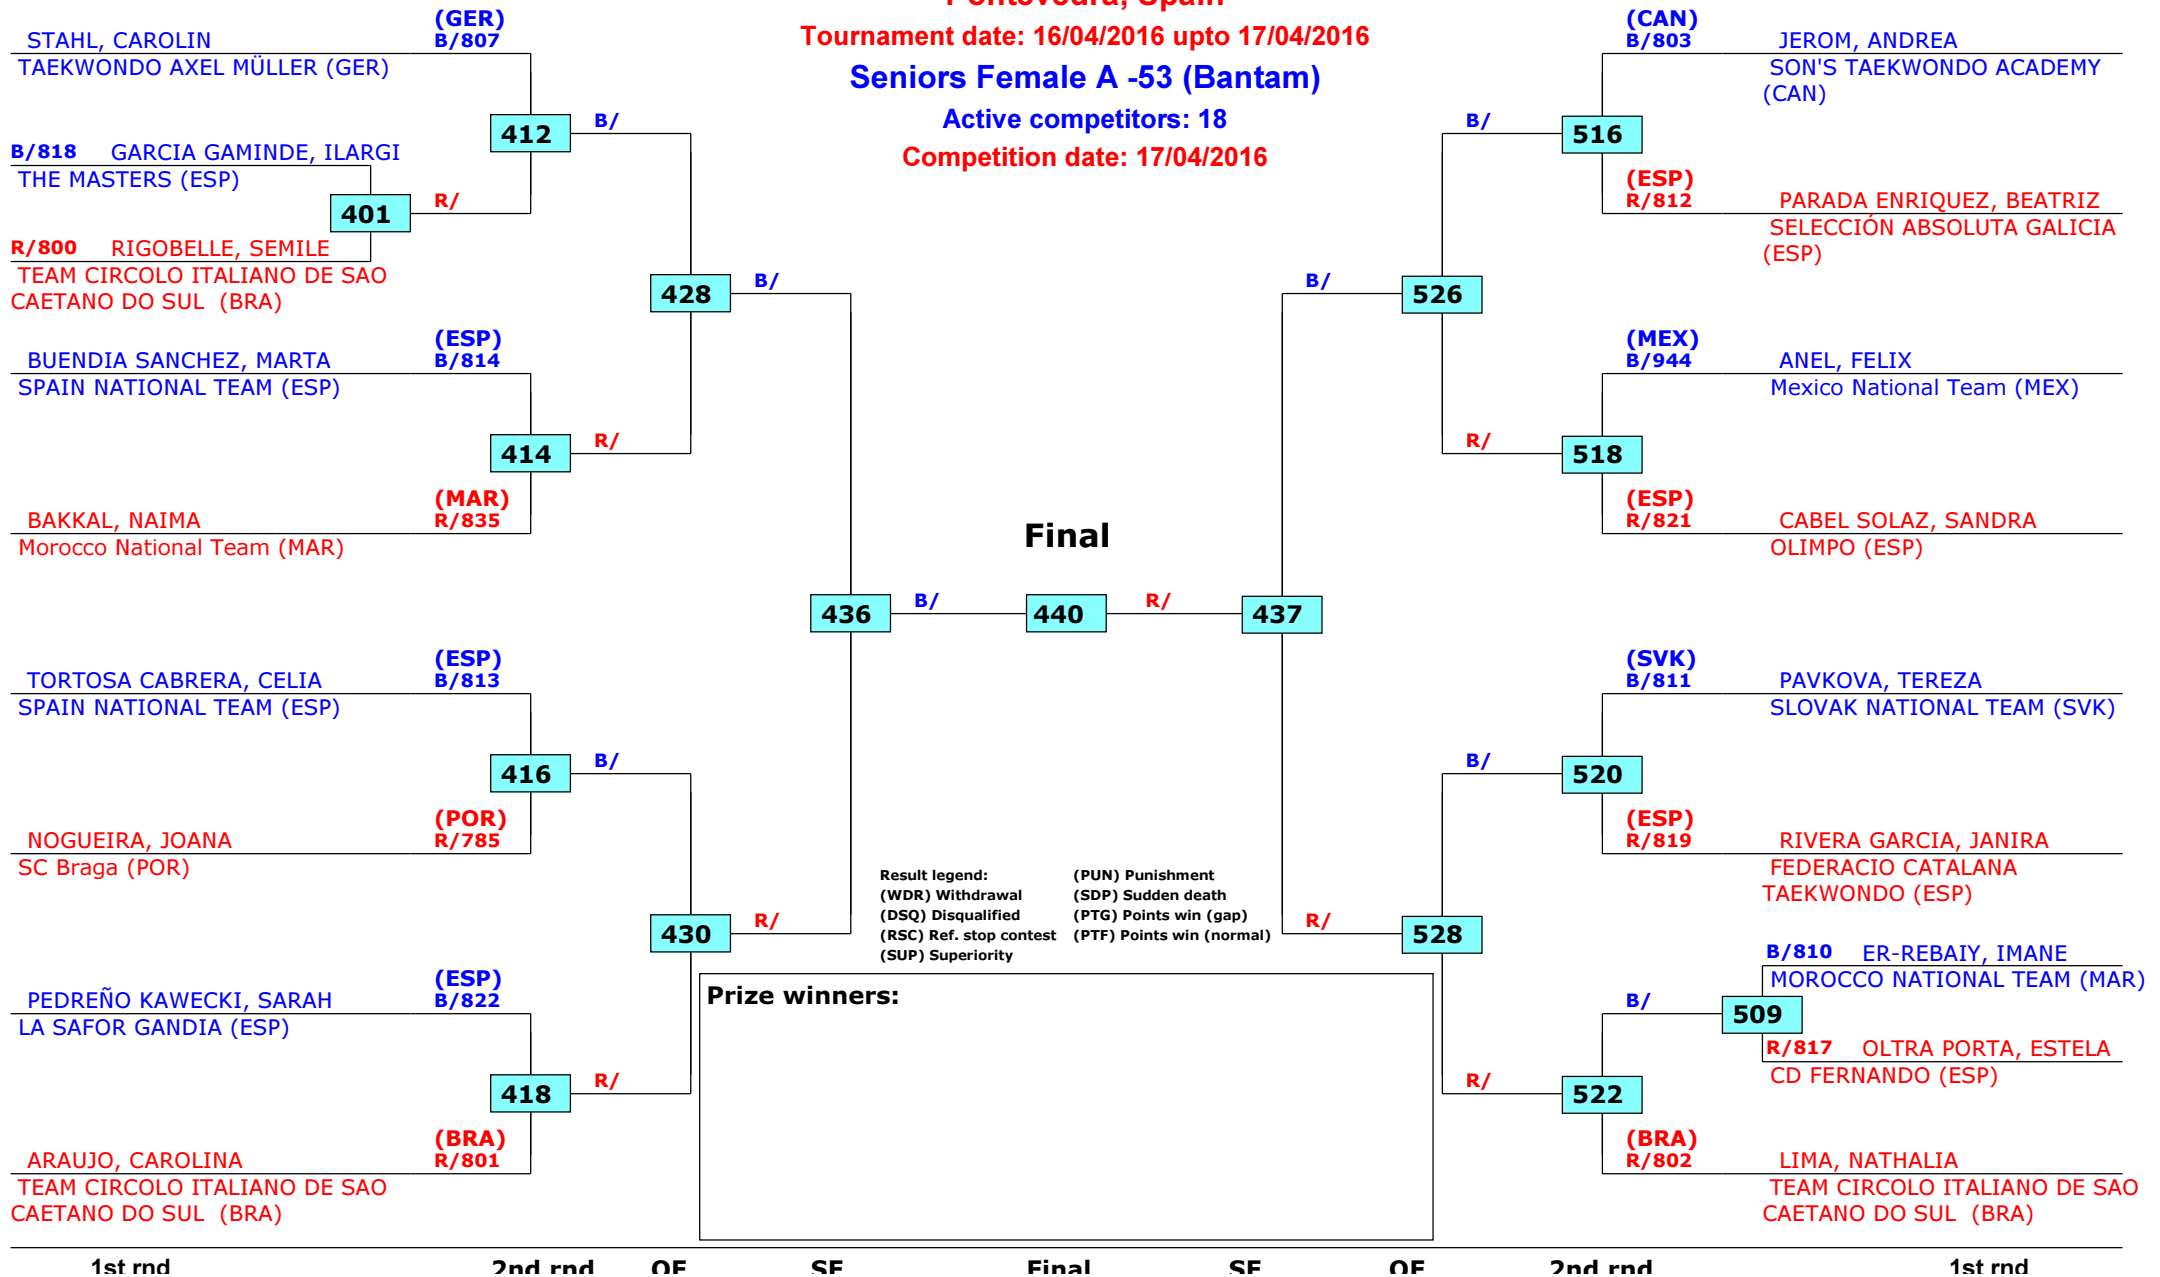 Pontevedra, Spain
Tournament date: 16/04/2016 upto 17/04/2016
Seniors Female A -53 (Bantam)
Active competitors: 18
Competition date: 17/04/2016
(GER)
STAHL, CAROLIN B/807
TAEKWONDO AXEL MÜLLER (GER)
412
B/
B/818 GARCIA GAMINDE, ILARGI
THE MASTERS (ESP)
401
R/
R/800 RIGOBELLE, SEMILE
TEAM CIRCOLO ITALIANO DE SAO
CAETANO DO SUL (BRA)
428
B/
(ESP)
BUENDIA SANCHEZ, MARTA B/814
SPAIN NATIONAL TEAM (ESP)
414
R/
(MAR)
BAKKAL, NAIMA R/835
Morocco National Team (MAR)
436
B/
(ESP)
TORTOSA CABRERA, CELIA B/813
SPAIN NATIONAL TEAM (ESP)
416
B/
(POR)
NOGUEIRA, JOANA R/785
SC Braga (POR)
430
R/
(ESP)
PEDREÑO KAWECKI, SARAH B/822
LA SAFOR GANDIA (ESP)
418
R/
(BRA)
ARAUJO, CAROLINA R/801
TEAM CIRCOLO ITALIANO DE SAO
CAETANO DO SUL (BRA)
Final
440
R/
437
(CAN)
B/803 JEROM, ANDREA
SON'S TAEKWONDO ACADEMY
(CAN)
B/
516
(ESP)
R/812 PARADA ENRIQUEZ, BEATRIZ
SELECCIÓN ABSOLUTA GALICIA
(ESP)
B/
526
(MEX)
B/944 ANEL, FELIX
Mexico National Team (MEX)
R/
518
(ESP)
R/821 CABEL SOLAZ, SANDRA
OLIMPO (ESP)
(SVK)
B/811 PAVKOVA, TEREZA
SLOVAK NATIONAL TEAM (SVK)
B/
520
(ESP)
R/819 RIVERA GARCIA, JANIRA
FEDERACIO CATALANA
TAEKWONDO (ESP)
R/
528
B/810 ER-REBAIY, IMANE
MOROCCO NATIONAL TEAM (MAR)
B/
509
R/817 OLTRA PORTA, ESTELA
CD FERNANDO (ESP)
R/
522
(BRA)
R/802 LIMA, NATHALIA
TEAM CIRCOLO ITALIANO DE SAO
CAETANO DO SUL (BRA)
Result legend: (PUN) Punishment
(WDR) Withdrawal (SDP) Sudden death
(DSQ) Disqualified (PTG) Points win (gap)
(RSC) Ref. stop contest (PTF) Points win (normal)
(SUP) Superiority
Prize winners:
1st rnd 2nd rnd QF SF Final SF QF 2nd rnd 1st rnd